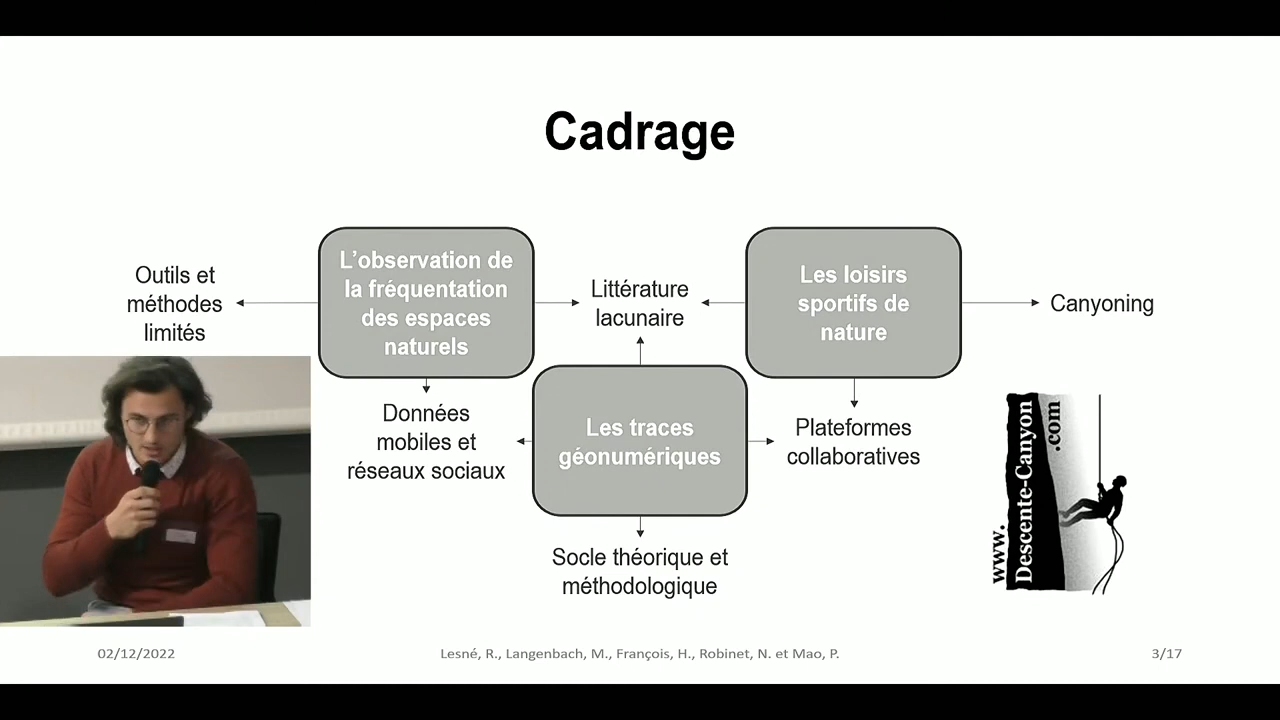 Cadrage
Outils et
méthodes
limités
L'observation de
la fréquentation
des espaces
naturels
Littérature
lacunaire
Les loisirs
sportifs de
nature
Canyoning
Données
mobiles et
réseaux sociaux
Les traces
géonumériques
Plateformes
collaboratives
Socle théorique et
méthodologique
www.
Descente-Canyon
.com
02/12/2022
Lesné, R., Langenbach, M., François, H., Robinet, N. et Mao, P.
3/17